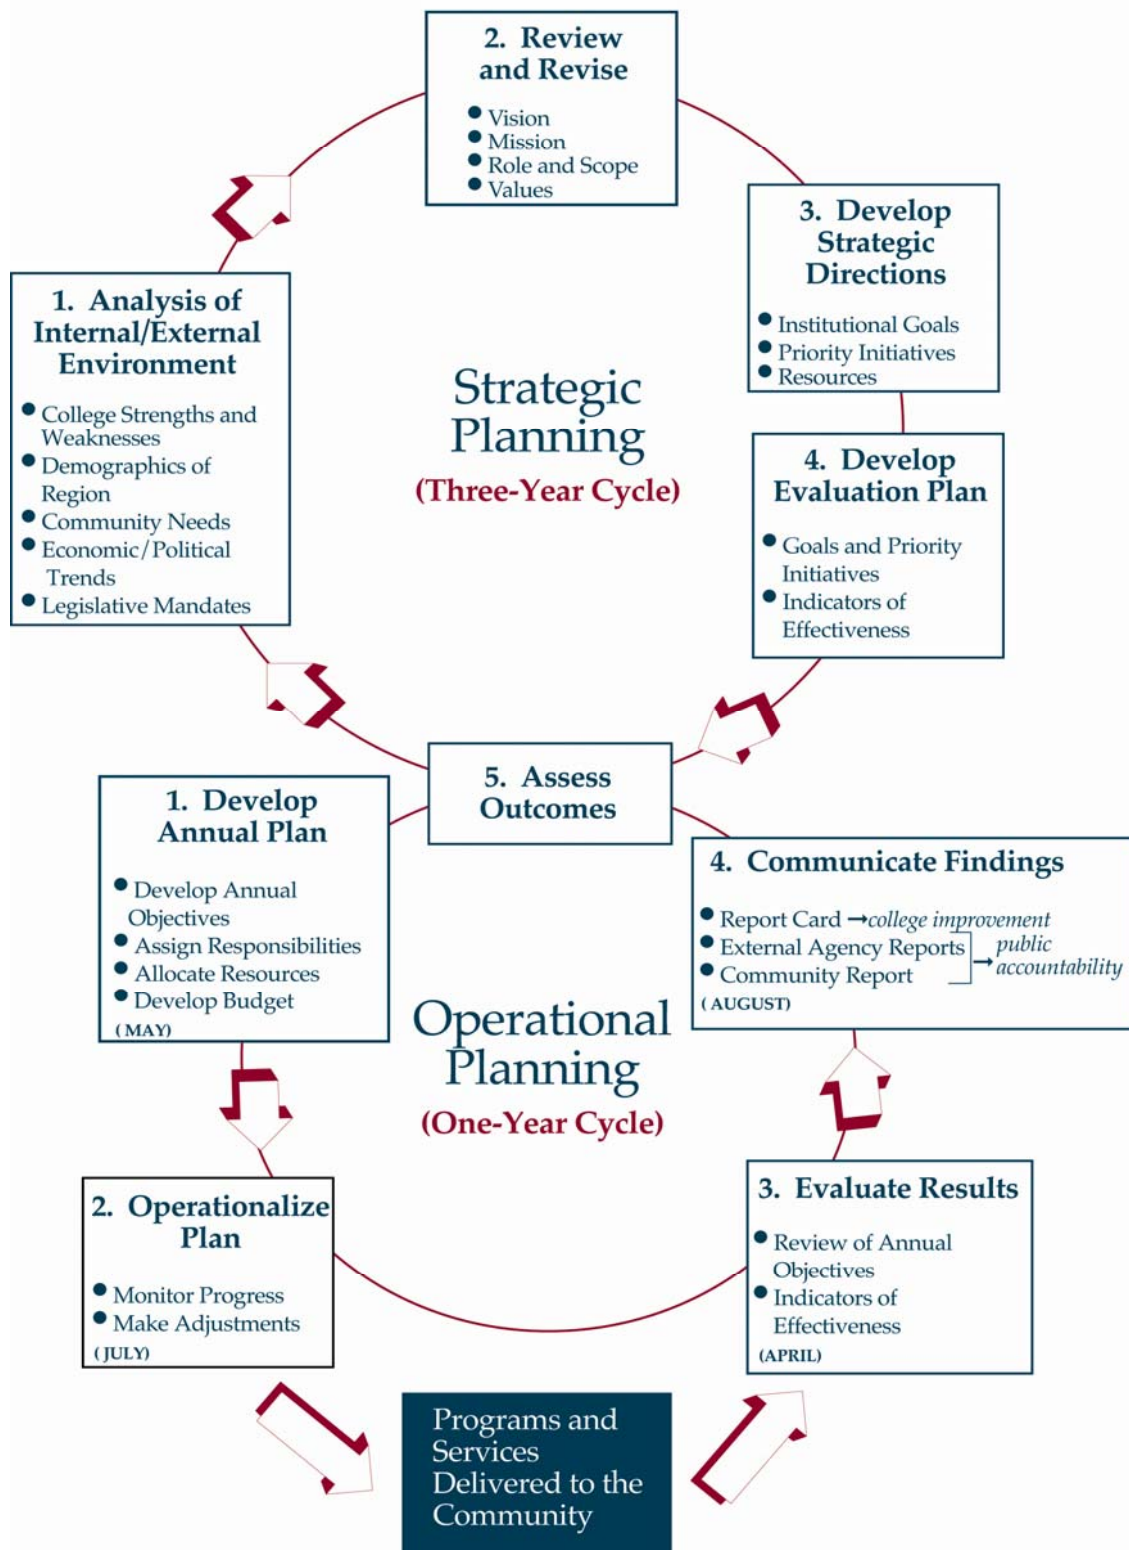 2. Review
and Revise
● Vision
● Mission
● Role and Scope
● Values
3. Develop
Strategic
Directions
● Institutional Goals
● Priority Initiatives
● Resources
1. Analysis of
Internal/External
Environment
● College Strengths and
Weaknesses
● Demographics of
Region
● Community Needs
● Economic/Political
Trends
● Legislative Mandates
Strategic
Planning
(Three-Year Cycle)
4. Develop
Evaluation Plan
● Goals and Priority
Initiatives
● Indicators of
Effectiveness
5. Assess
Outcomes
1. Develop
Annual Plan
● Develop Annual
Objectives
● Assign Responsibilities
● Allocate Resources
● Develop Budget
( MAY)
4. Communicate Findings
● Report Card → college improvement
● External Agency Reports
● Community Report
→ public
accountability
( AUGUST)
Operational
Planning
(One-Year Cycle)
2. Operationalize
Plan
● Monitor Progress
● Make Adjustments
( JULY)
3. Evaluate Results
● Review of Annual
Objectives
● Indicators of
Effectiveness
(APRIL)
Programs and
Services
Delivered to the
Community